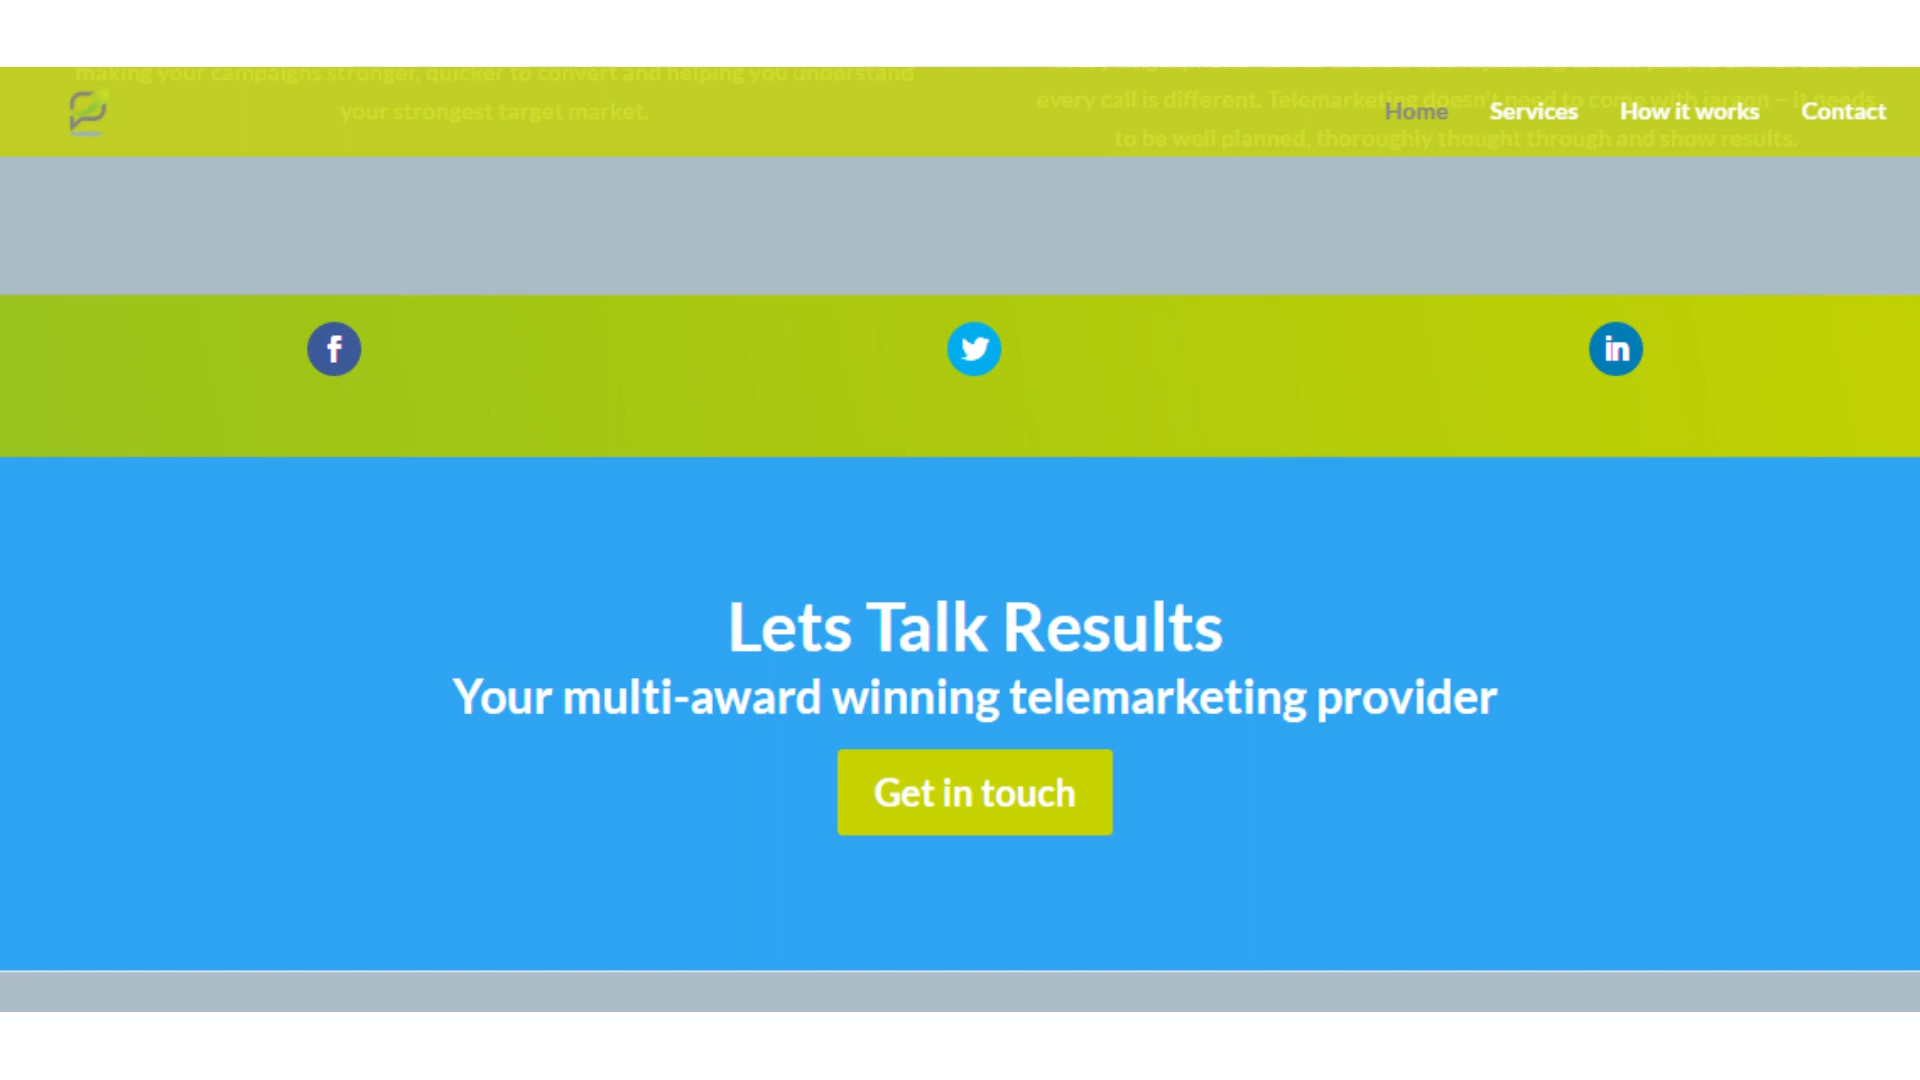 making your campaigns stronger, quicker to convert and helping you understand
your strongest target market.
every call is different. Telemarketing doesn't need to come with jargon – it needs
to be well planned, thoroughly thought through and show results.
Home Services How it works Contact
f in
Lets Talk Results
Your multi-award winning telemarketing provider
Get in touch